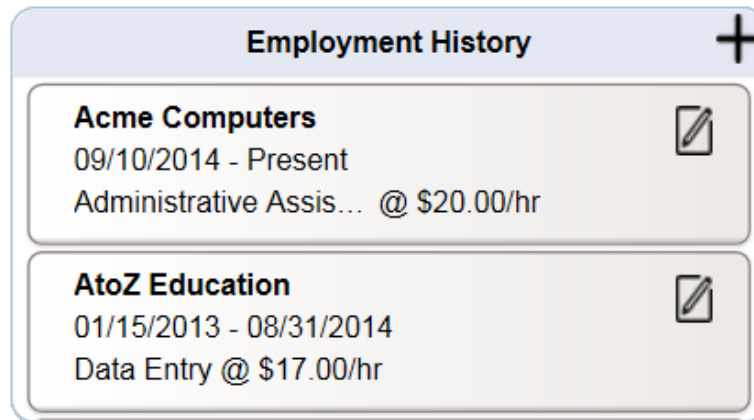 Employment History
Acme Computers
09/10/2014 - Present
Administrative Assis... @ $20.00/hr
AtoZ Education
01/15/2013 - 08/31/2014
Data Entry @ $17.00/hr